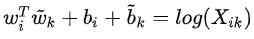 $w_i^T \tilde{w}_k + b_i + \tilde{b}_k = log(X_{ik})$